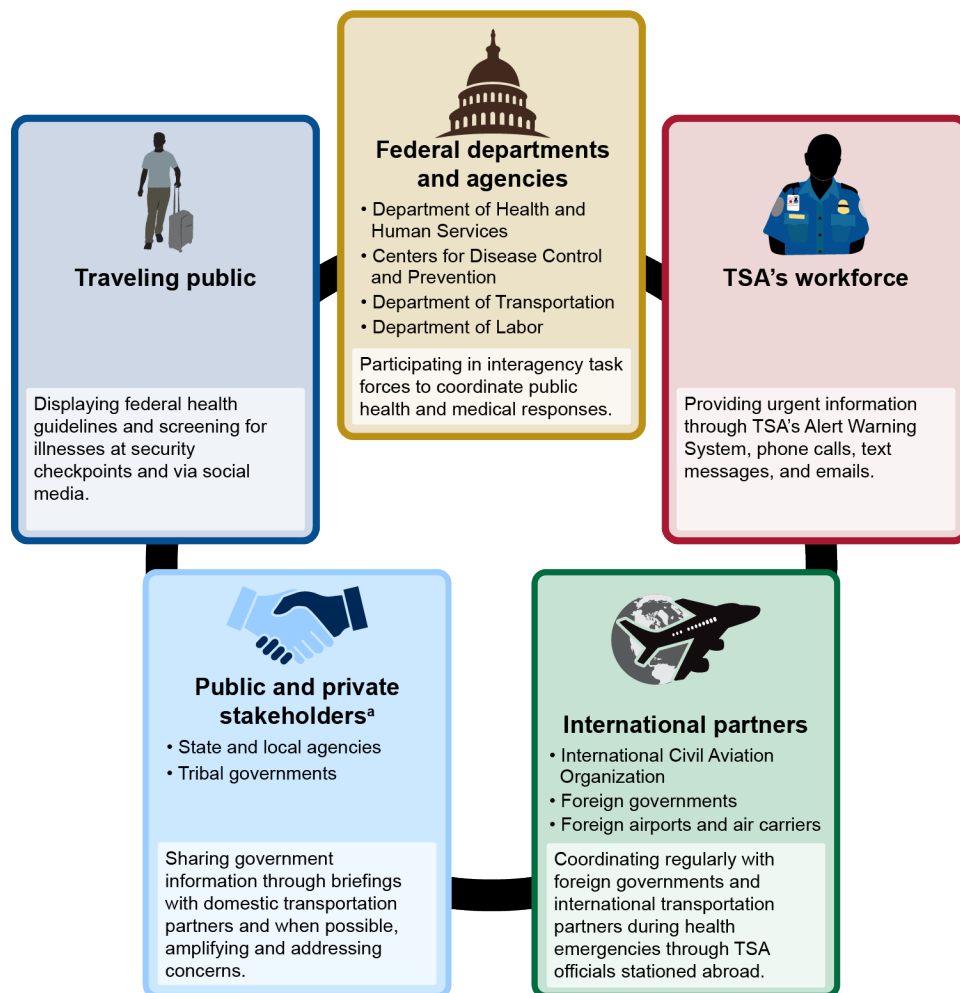 Federal departments
and agencies
• Department of Health and
Human Services
• Centers for Disease Control
and Prevention
• Department of Transportation
• Department of Labor
Participating in interagency task
forces to coordinate public
health and medical responses.
Traveling public
Displaying federal health
guidelines and screening for
illnesses at security
checkpoints and via social
media.
TSA’s workforce
Providing urgent information
through TSA’s Alert Warning
System, phone calls, text
messages, and emails.
Public and private
stakeholdersᵃ
• State and local agencies
• Tribal governments
Sharing government
information through briefings
with domestic transportation
partners and when possible,
amplifying and addressing
concerns.
International partners
• International Civil Aviation
Organization
• Foreign governments
• Foreign airports and air carriers
Coordinating regularly with
foreign governments and
international transportation
partners during health
emergencies through TSA
officials stationed abroad.